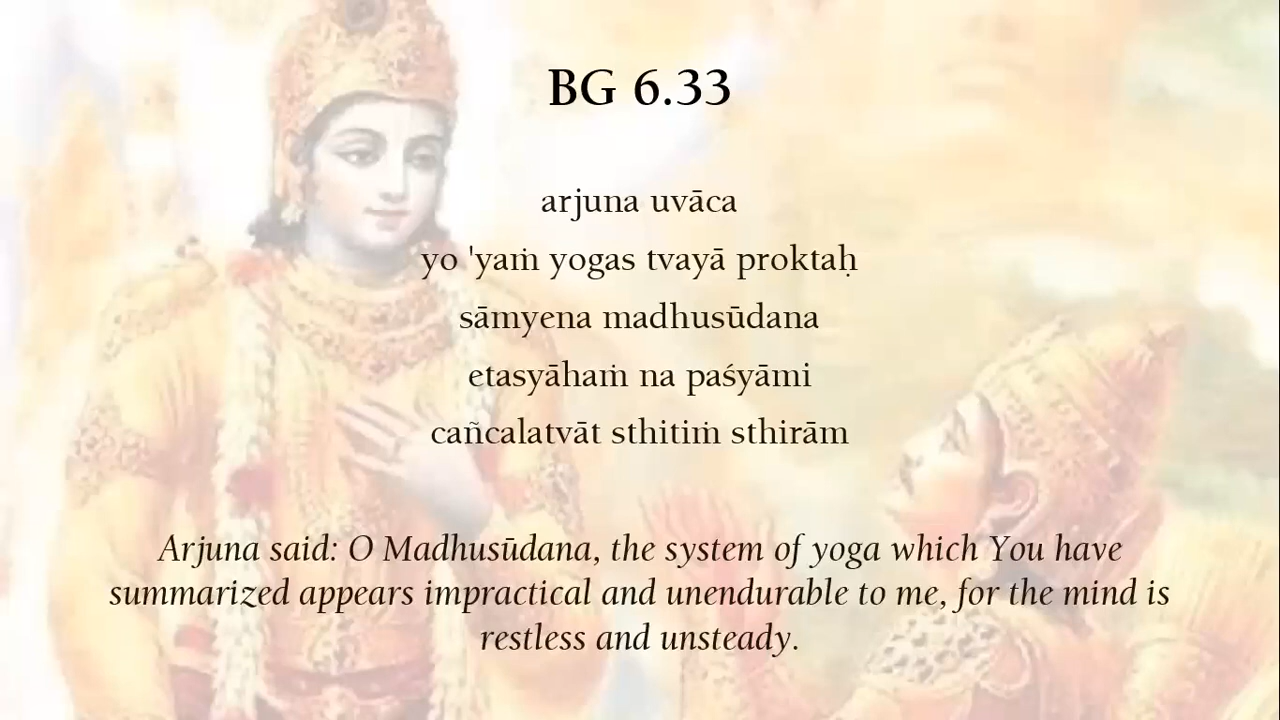 BG 6.33
arjuna uvāca
yo 'yaṁ yogas tvayā proktaḥ
sāmyena madhusūdana
etasyāhaṁ na paśyāmi
cañcalatvāt sthitiṁ sthirām
Arjuna said: O Madhusūdana, the system of yoga which You have
summarized appears impractical and unendurable to me, for the mind is
restless and unsteady.